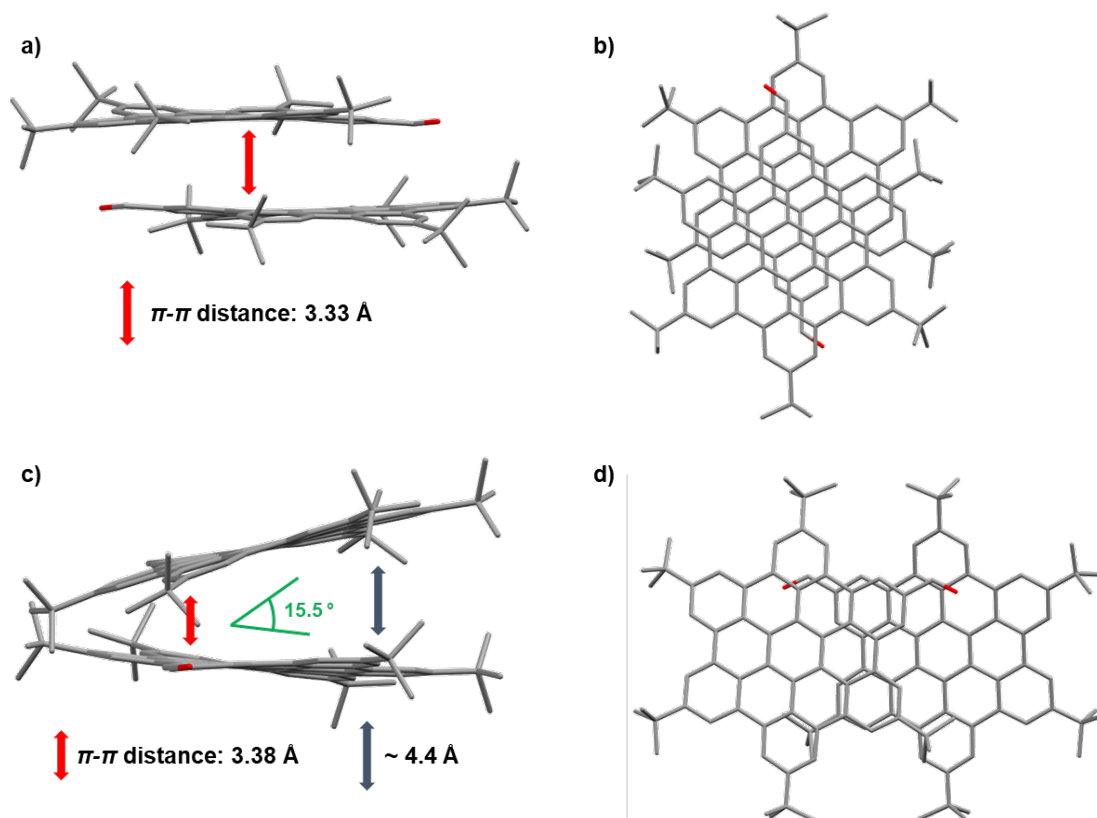 a)
b)
π-π distance: 3.33 Å
c)
d)
15.5 °
π-π distance: 3.38 Å
~ 4.4 Å